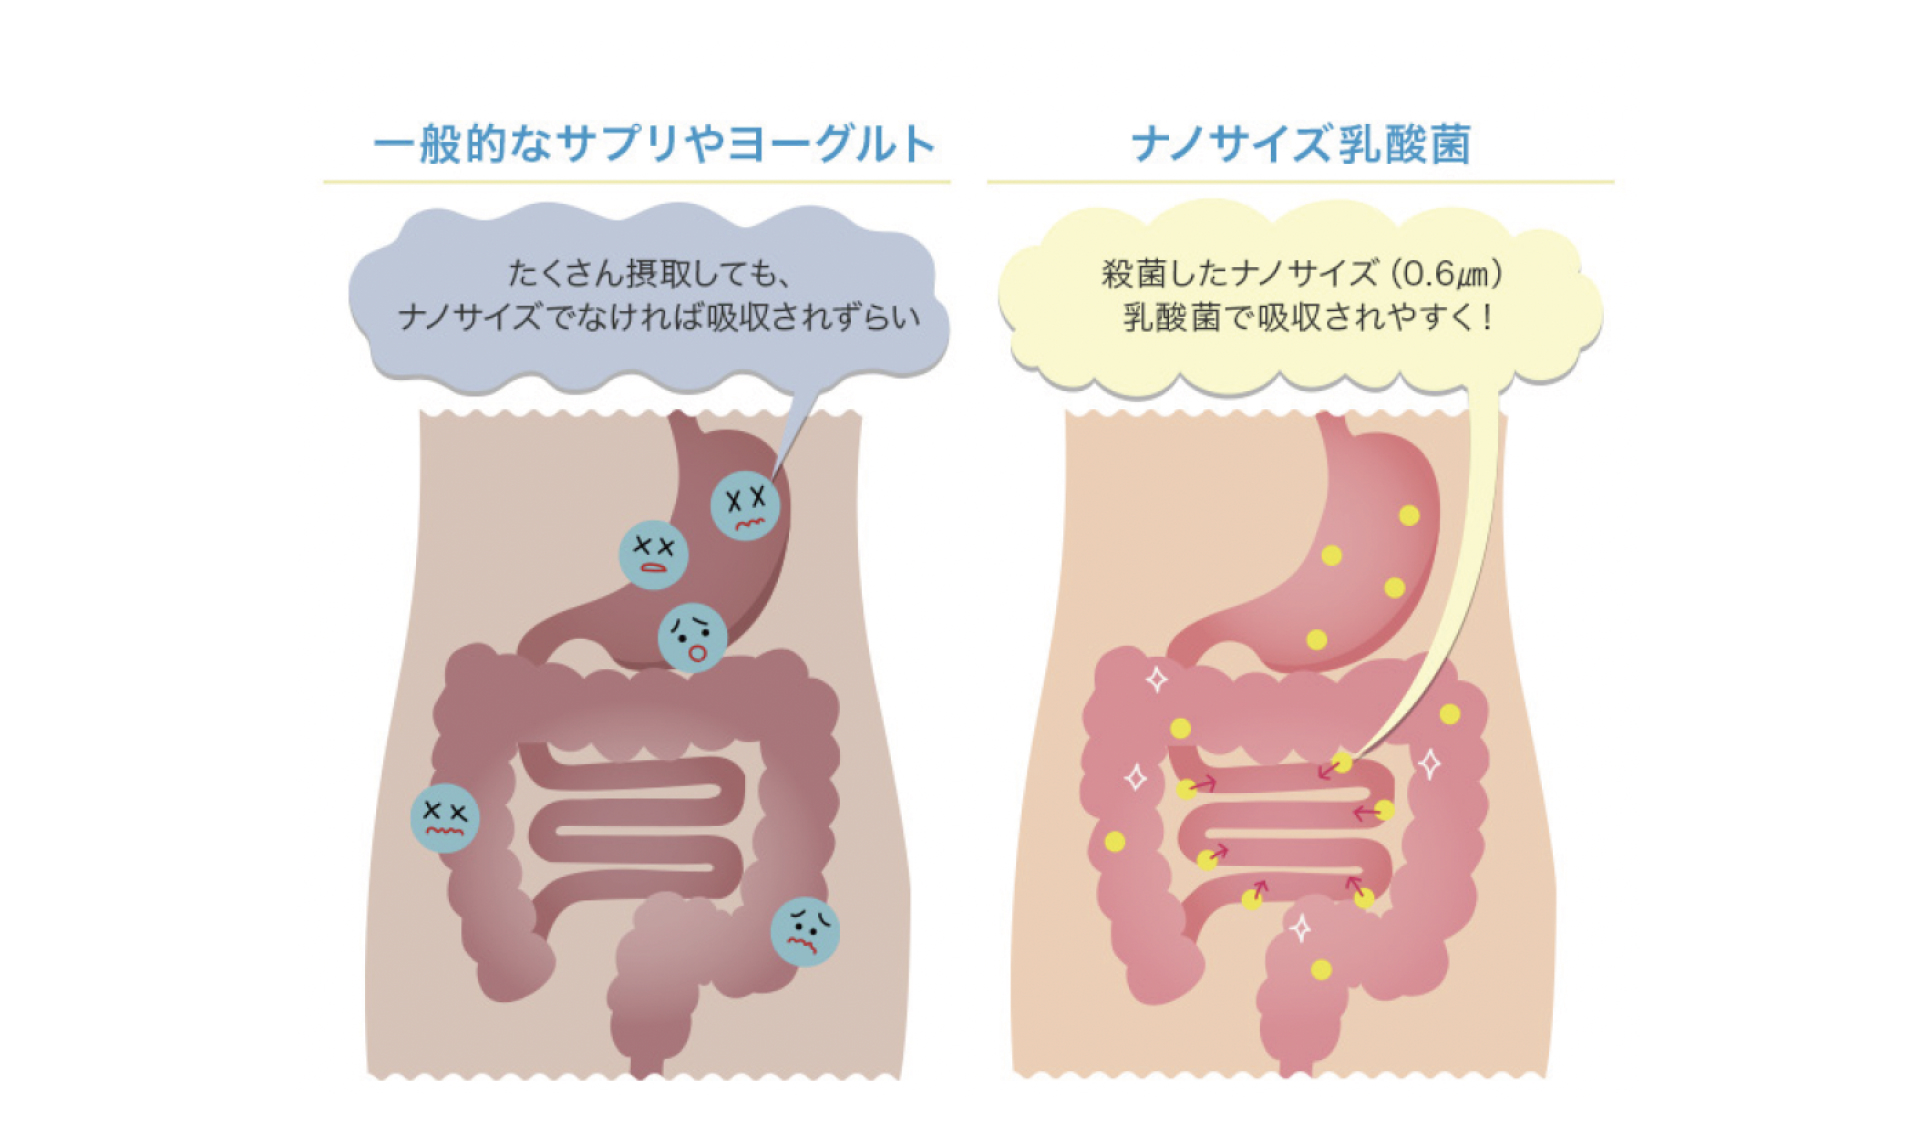 一般的なサプリやヨーグルト
たくさん摂取しても、
ナノサイズでなければ吸収されずらい
ナノサイズ乳酸菌
殺菌したナノサイズ(0.6㎛)
乳酸菌で吸収されやすく!